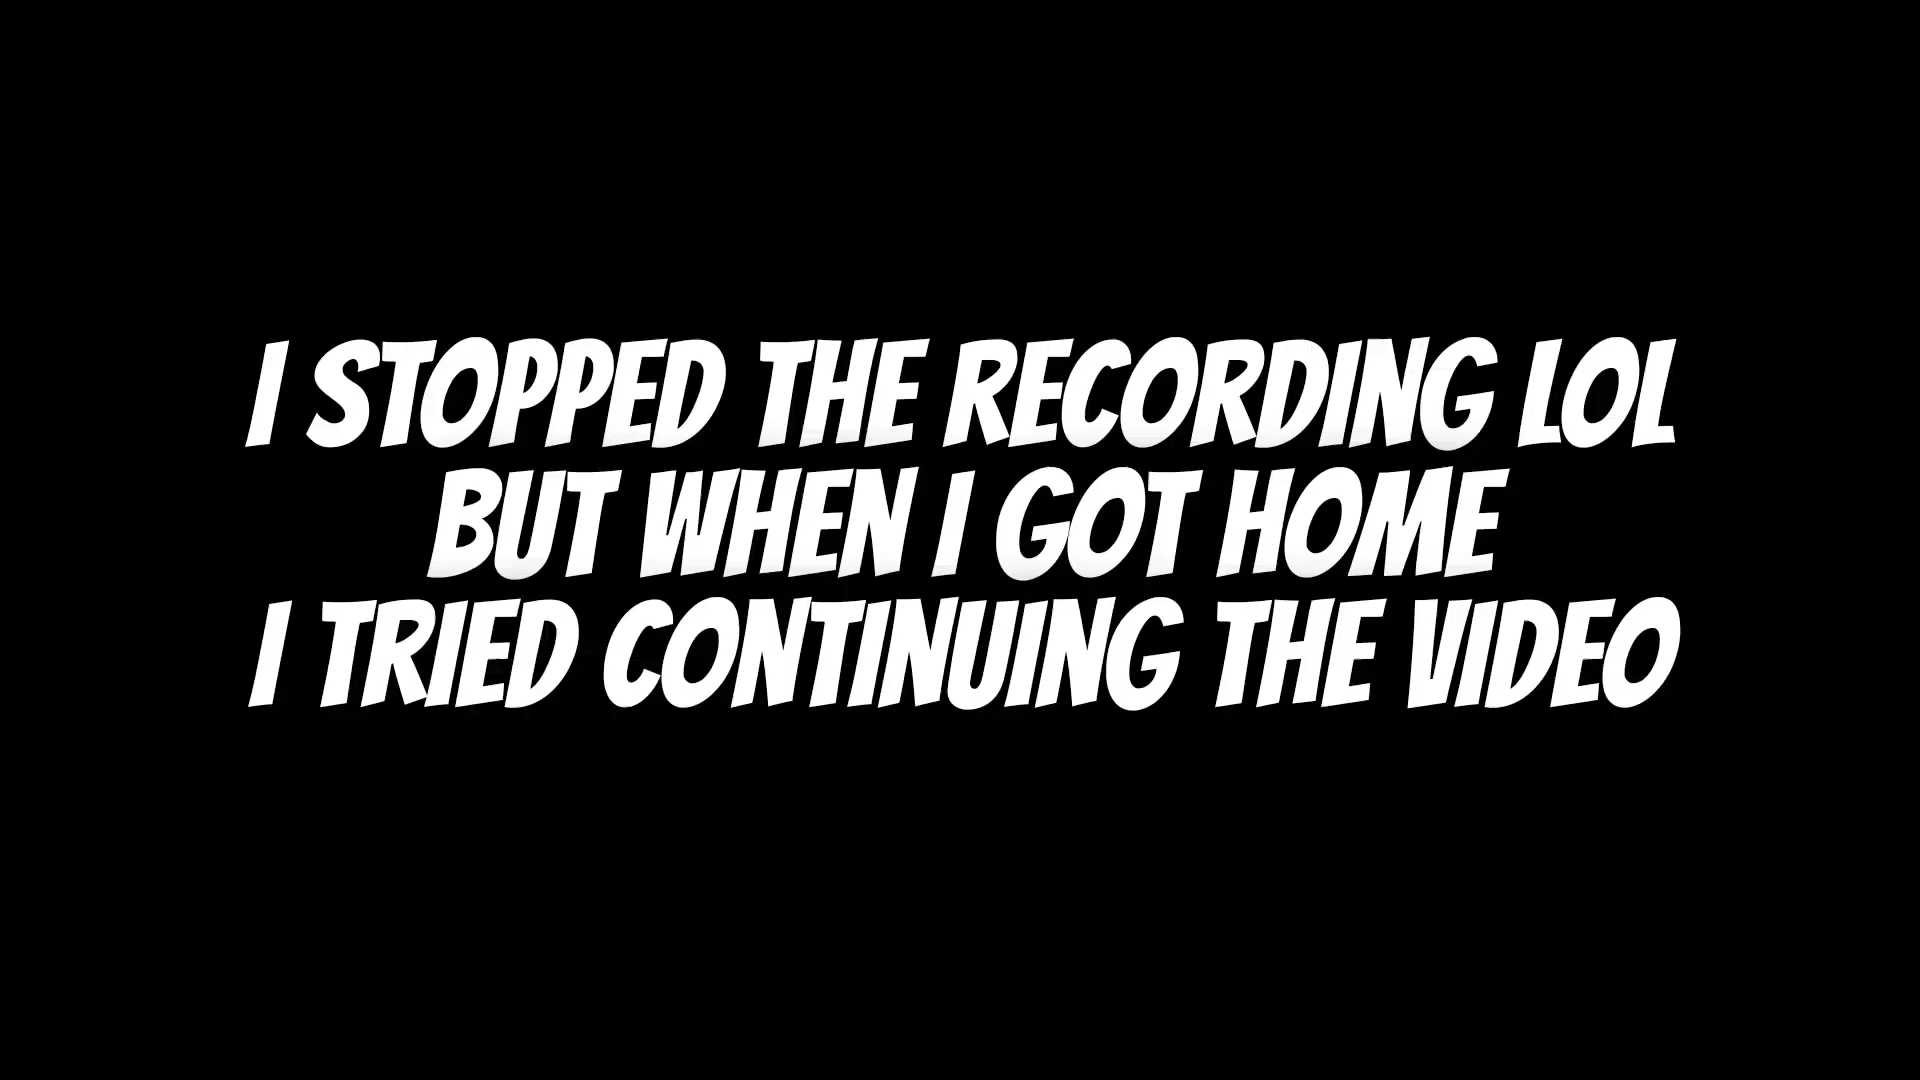 I STOPPED THE RECORDING LOL
BUT WHEN I GOT HOME
I TRIED CONTINUING THE VIDEO